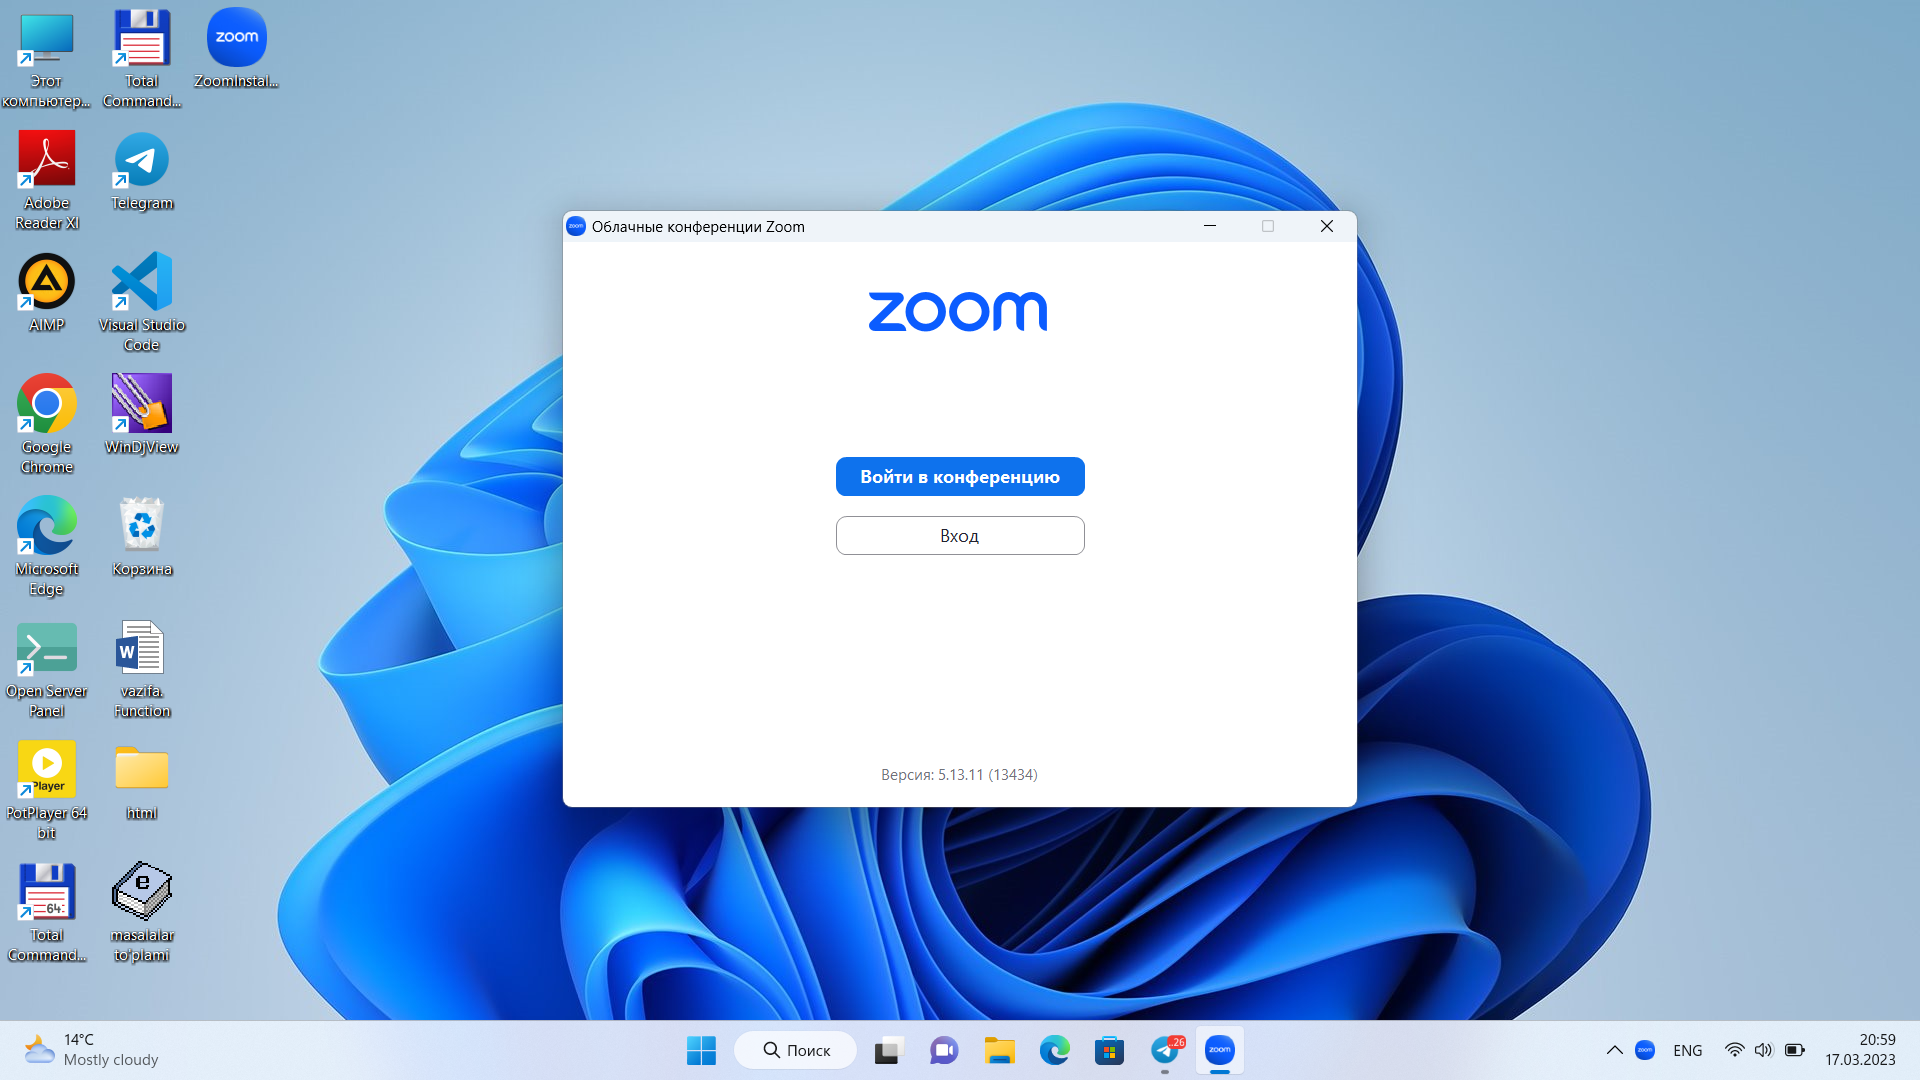 Этот
компьютер...
Total
Command...
zoom
ZoomInstal...
Adobe
Reader XI
Telegram
AIMP
Visual Studio
Code
Google
Chrome
WinDjView
Microsoft
Edge
Корзина
Open Server
Panel
W
vazifa.
Function
Player
PotPlayer 64
bit
html
64
Total
Command...
e
masalalar
to'plami
zoom
Облачные конференции Zoom
zoom
Войти в конференцию
Вход
Версия: 5.13.11 (13434)
14°C
Mostly cloudy
Поиск
..26
zoom
zoom
ENG
20:59
17.03.2023